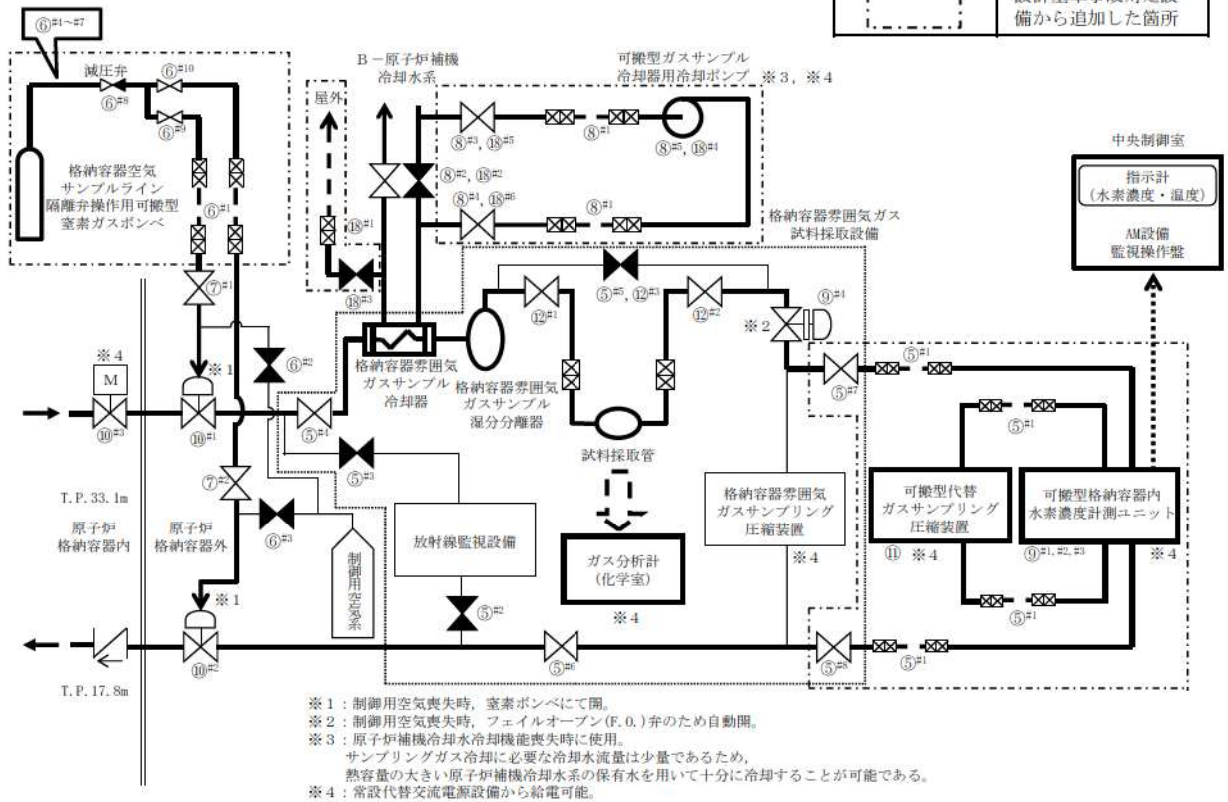 備から追加した箇所
⑥#4~#7
減圧弁
⑥#8
⑥#10
⑥#9
格納容器空気
サンプルライン
隔離弁操作用可搬型
窒素ガスボンベ
⑥#1
⑦#1
屋外
B-原子炉補機
冷却水系
⑱#1
⑱#3
可搬型ガスサンプル
冷却器用冷却ポンプ
※3,※4
⑧#3,⑱#5
⑧#1
⑧#5,⑱#4
⑧#2,⑱#2
⑧#4,⑱#6
⑧#1
格納容器雰囲気ガス
試料採取設備
中央制御室
指示計
(水素濃度・温度)
AM設備
監視操作盤
⑤#5,⑫#3
⑫#1
⑫#2
⑨#4
※2
⑤#7
⑤#1
⑤#1
※4
M
⑩#3
※1
⑩#1
⑥#2
⑤#4
⑤#3
格納容器雰囲気
ガスサンプル
冷却器
格納容器雰囲気
ガスサンプル
湿分分離器
試料採取管
T.P.33.1m
原子炉
格納容器内
原子炉
格納容器外
⑦#2
⑥#3
制御用空気系
放射線監視設備
⑤#2
ガス分析計
(化学室)
※4
格納容器雰囲気
ガスサンプリング
圧縮装置
※4
可搬型代替
ガスサンプリング
圧縮装置
⑪ ※4
可搬型格納容器内
水素濃度計測ユニット
⑨#1,#2,#3
※4
⑤#1
⑤#1
※1
⑩#2
⑤#6
⑤#8
T.P.17.8m
※1:制御用空気喪失時,窒素ボンベにて開。
※2:制御用空気喪失時,フェイルオープン(F.O.)弁のため自動開。
※3:原子炉補機冷却水冷却機能喪失時に使用。
サンプリングガス冷却に必要な冷却水流量は少量であるため,
熱容量の大きい原子炉補機冷却水系の保有水を用いて十分に冷却することが可能である。
※4:常設代替交流電源設備から給電可能。